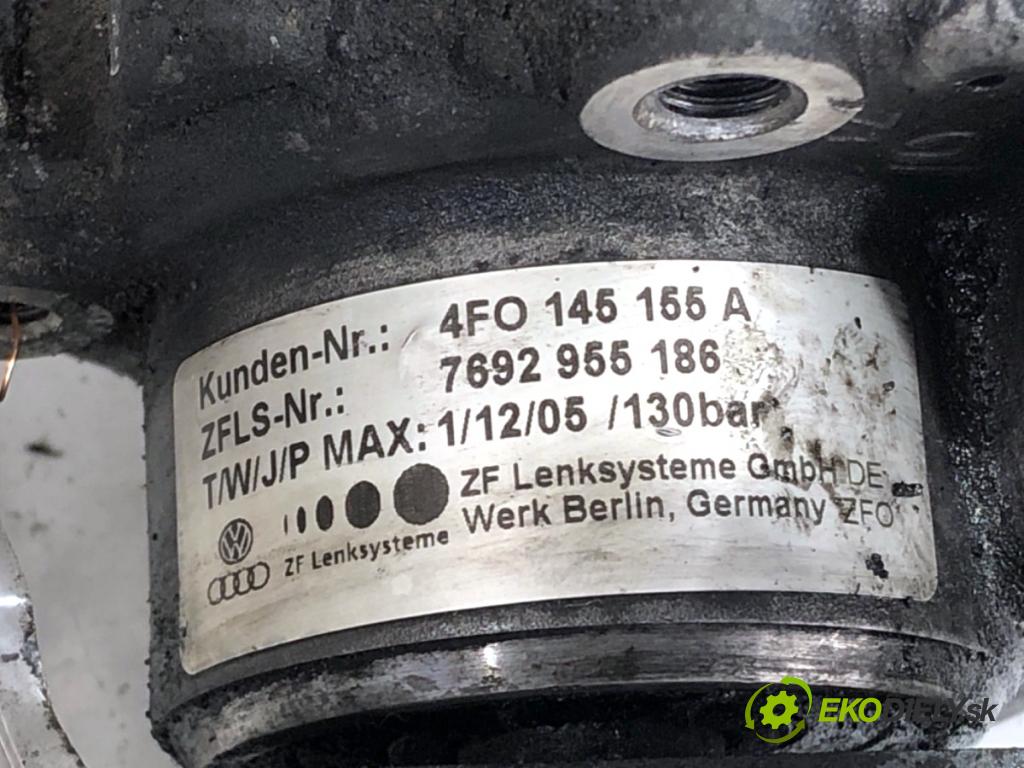 Kunden-Nr.: 4FO 145 155 A
ZFLS-Nr.: 7692 955 186
T/W/J/P MAX: 1/12/05 /130bar
ZF Lenksysteme GmbH DE-
Werk Berlin, Germany ZFO
ZF Lenksysteme
EKODIELY.sk